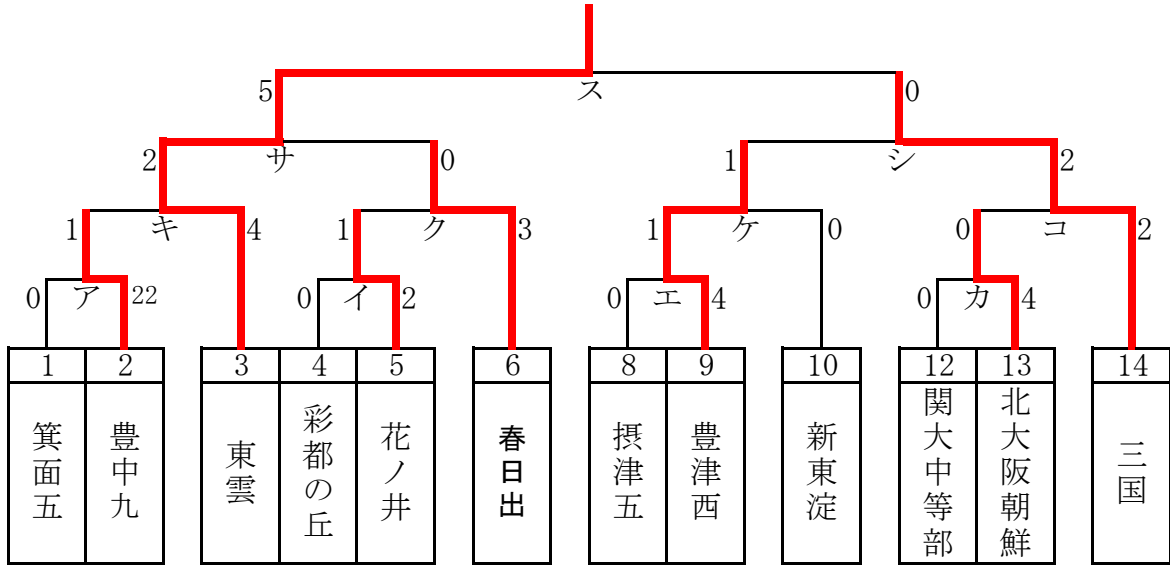 ス
5 0
サ シ
2 0 1 2
キ ク ケ コ
1 4 1 3 1 0 0 2
ア イ エ カ
0 22 0 2 0 4 0 4
1 2 3 4 5 6 8 9 10 12 13 14
箕面五
豊中九
東雲
彩都の丘
花ノ井
春日出
摂津五
豊津西
新東淀
関大中等部
北大阪朝鮮
三国